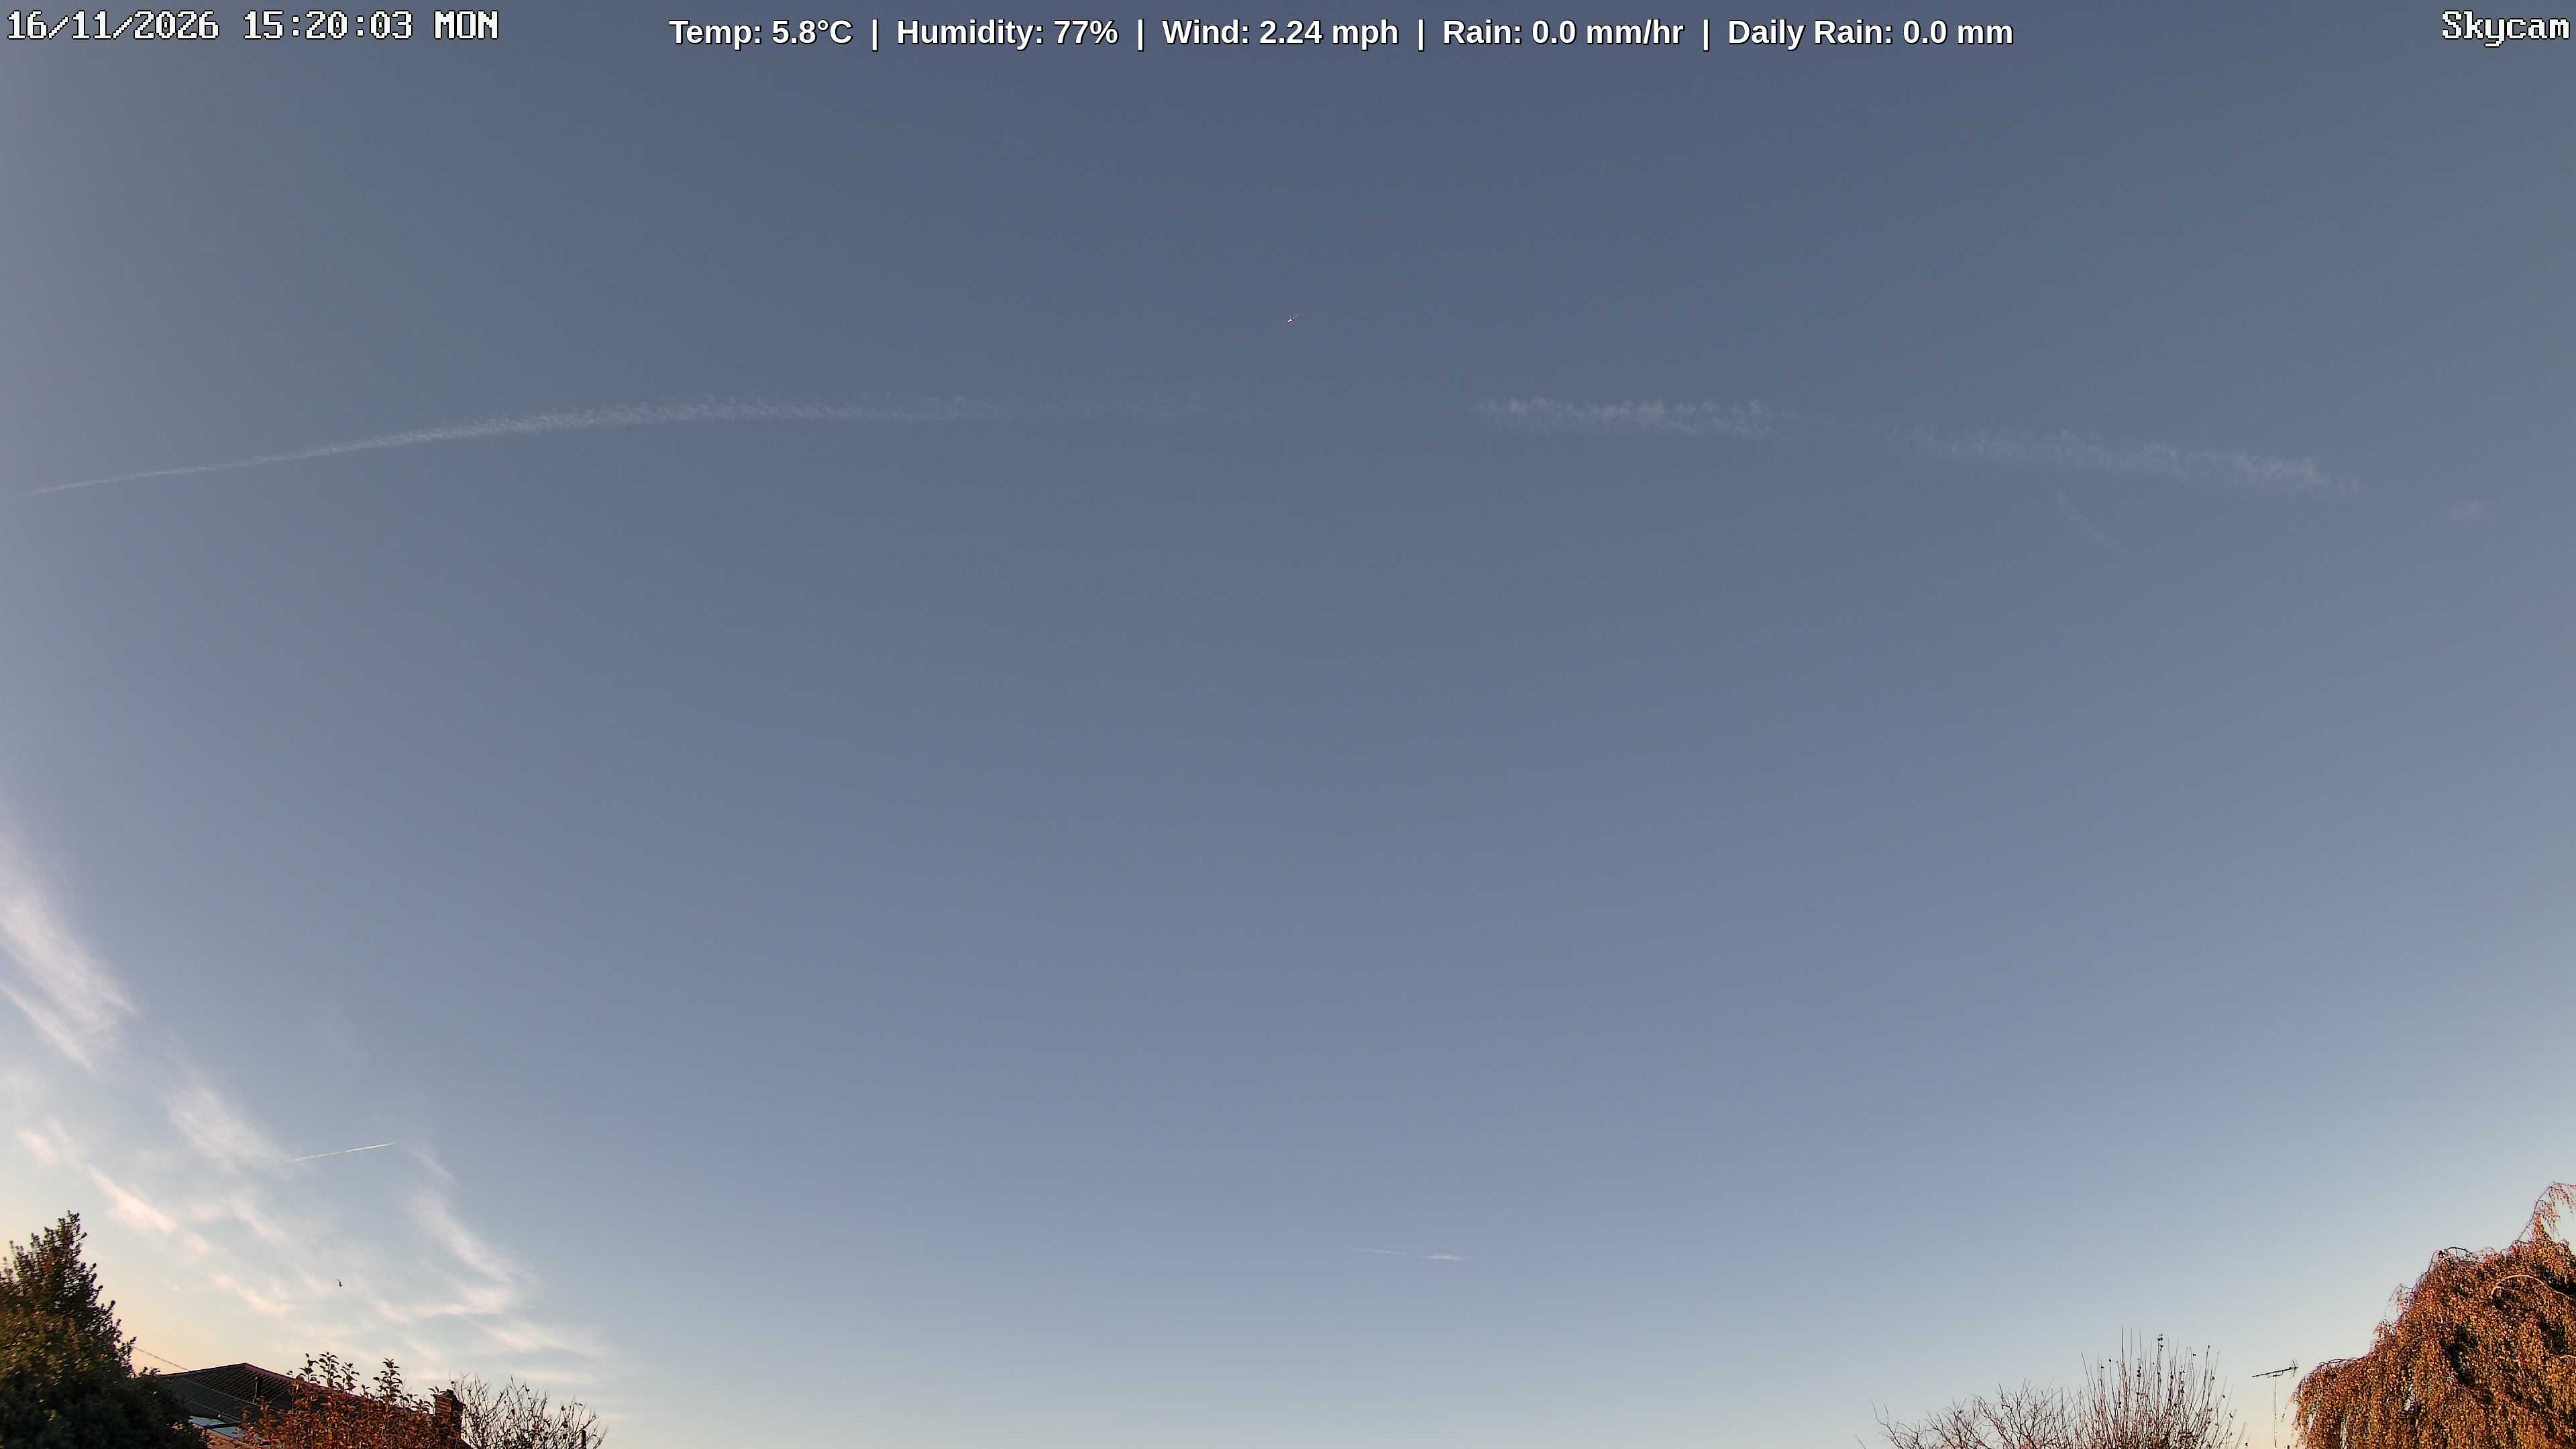 16/11/2026 15:20:03 MON
Temp: 5.8°C | Humidity: 77% | Wind: 2.24 mph | Rain: 0.0 mm/hr | Daily Rain: 0.0 mm
Skycam